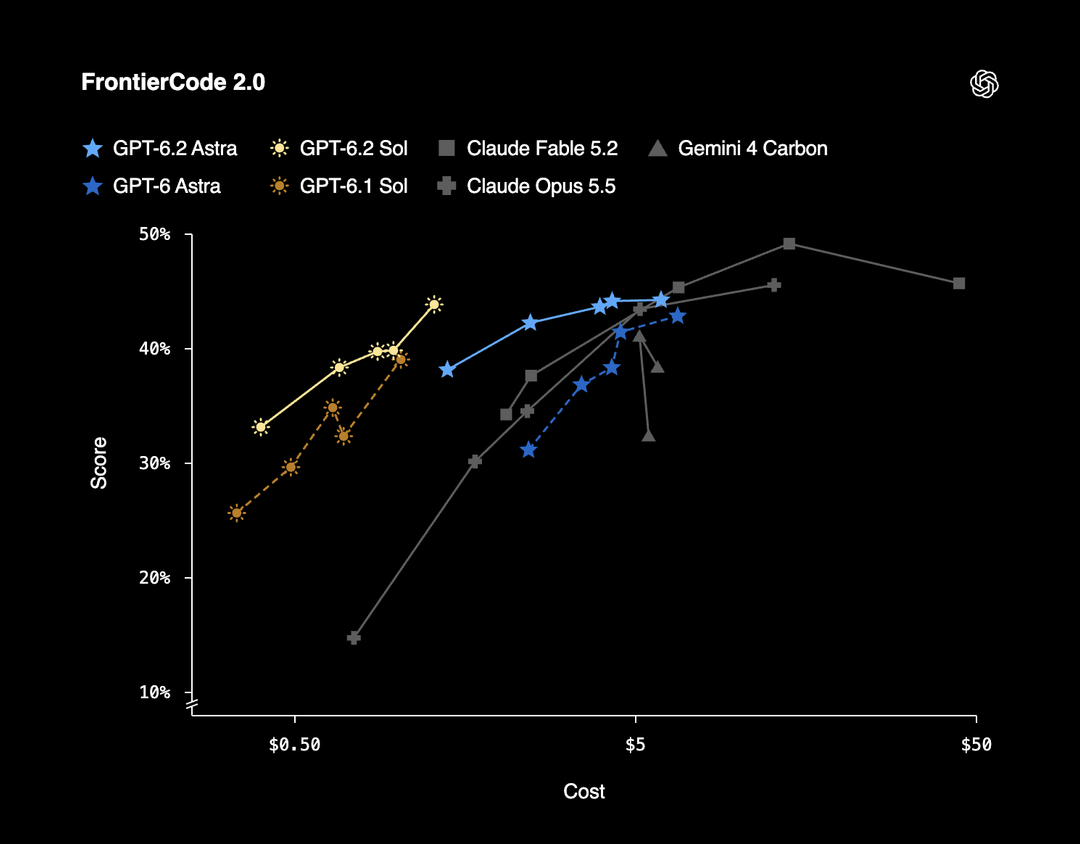 FrontierCode 2.0
GPT-6.2 Astra GPT-6.2 Sol Claude Fable 5.2 Gemini 4 Carbon
GPT-6 Astra GPT-6.1 Sol Claude Opus 5.5
50%
40%
30%
20%
10%
Score
$0.50 $5 $50
Cost